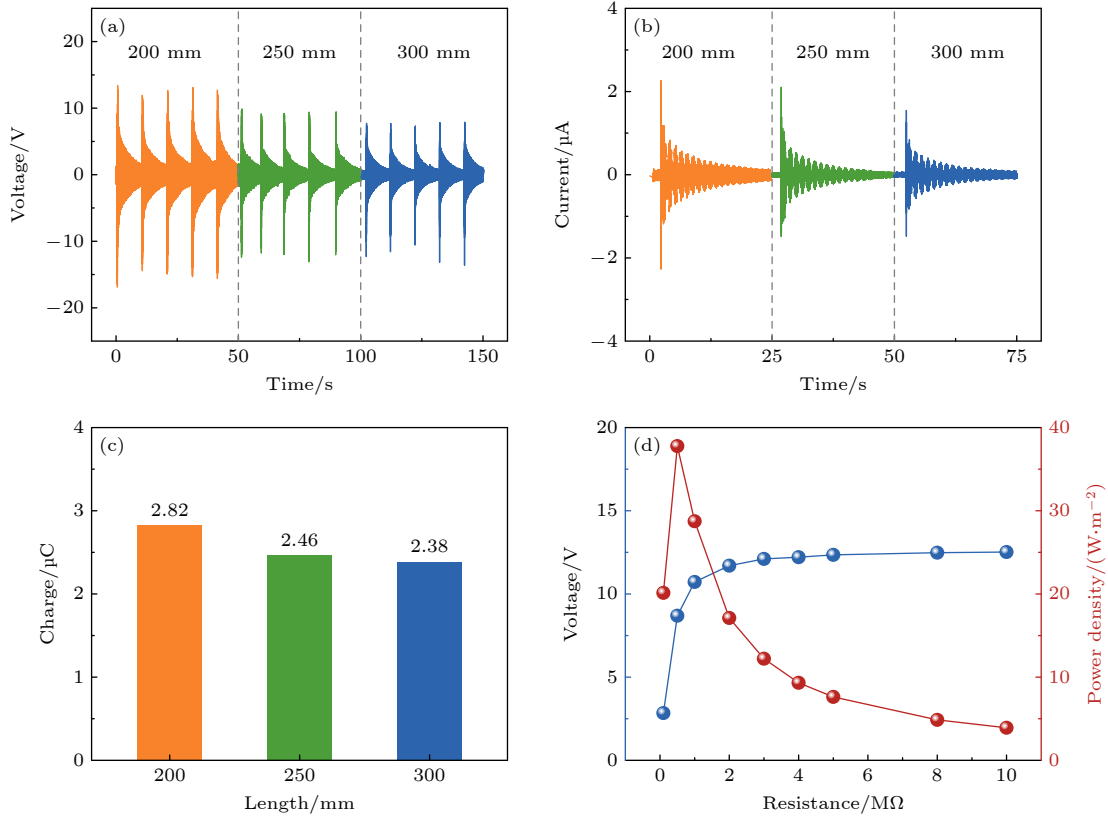 (a)
200 mm
250 mm
300 mm
20
10
0
−10
−20
Voltage/V
0
50
100
150
Time/s
(b)
200 mm
250 mm
300 mm
4
2
0
−2
−4
Current/μA
0
25
50
75
Time/s
(c)
2.82
2.46
2.38
4
3
2
1
0
Charge/μC
200
250
300
Length/mm
(d)
20
15
10
5
0
Voltage/V
40
30
20
10
0
Power density/(W·m−2)
0
2
4
6
8
10
Resistance/MΩ